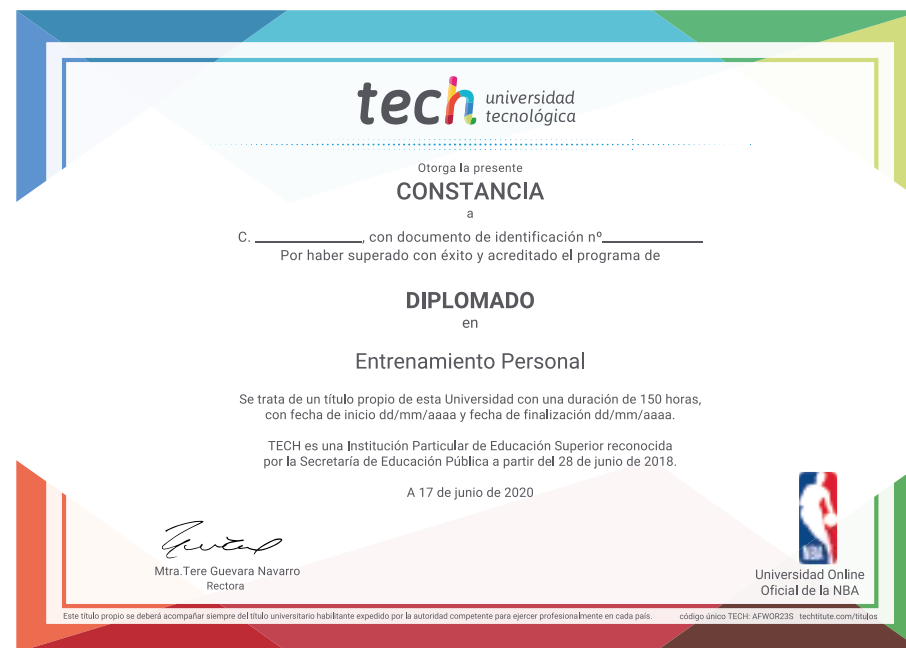 tech universidad
tecnológica
Otorga la presente
CONSTANCIA
a
C. ______________, con documento de identificación nº_____________
Por haber superado con éxito y acreditado el programa de
DIPLOMADO
en
Entrenamiento Personal
Se trata de un título propio de esta Universidad con una duración de 150 horas,
con fecha de inicio dd/mm/aaaa y fecha de finalización dd/mm/aaaa.
TECH es una Institución Particular de Educación Superior reconocida
por la Secretaría de Educación Pública a partir del 28 de junio de 2018.
A 17 de junio de 2020
Mtra.Tere Guevara Navarro
Rectora
NBA
Universidad Online
Oficial de la NBA
Este título propio se deberá acompañar siempre del título universitario habilitante expedido por la autoridad competente para ejercer profesionalmente en cada país. código único TECH: AFWOR23S techtitute.com/titulos